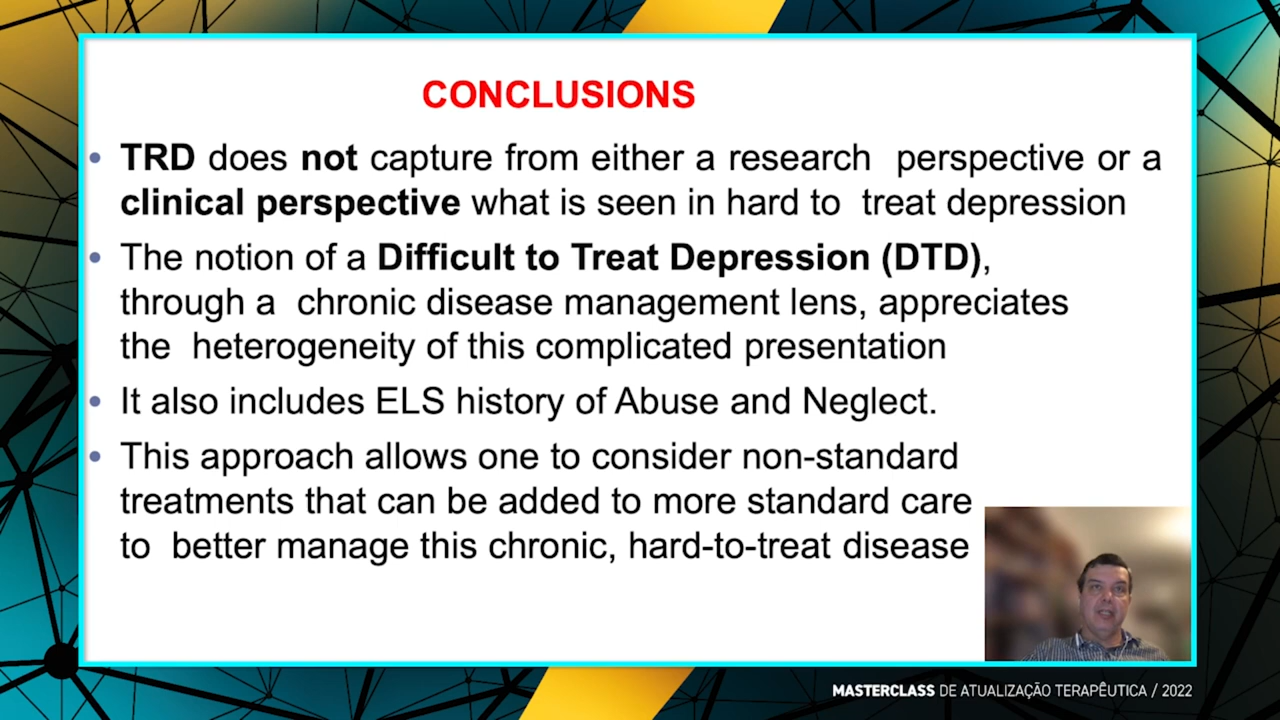 CONCLUSIONS
• TRD does not capture from either a research perspective or a
clinical perspective what is seen in hard to treat depression
• The notion of a Difficult to Treat Depression (DTD),
through a chronic disease management lens, appreciates
the heterogeneity of this complicated presentation
• It also includes ELS history of Abuse and Neglect.
• This approach allows one to consider non-standard
treatments that can be added to more standard care
to better manage this chronic, hard-to-treat disease
MASTERCLASS DE ATUALIZAÇÃO TERAPÊUTICA / 2022